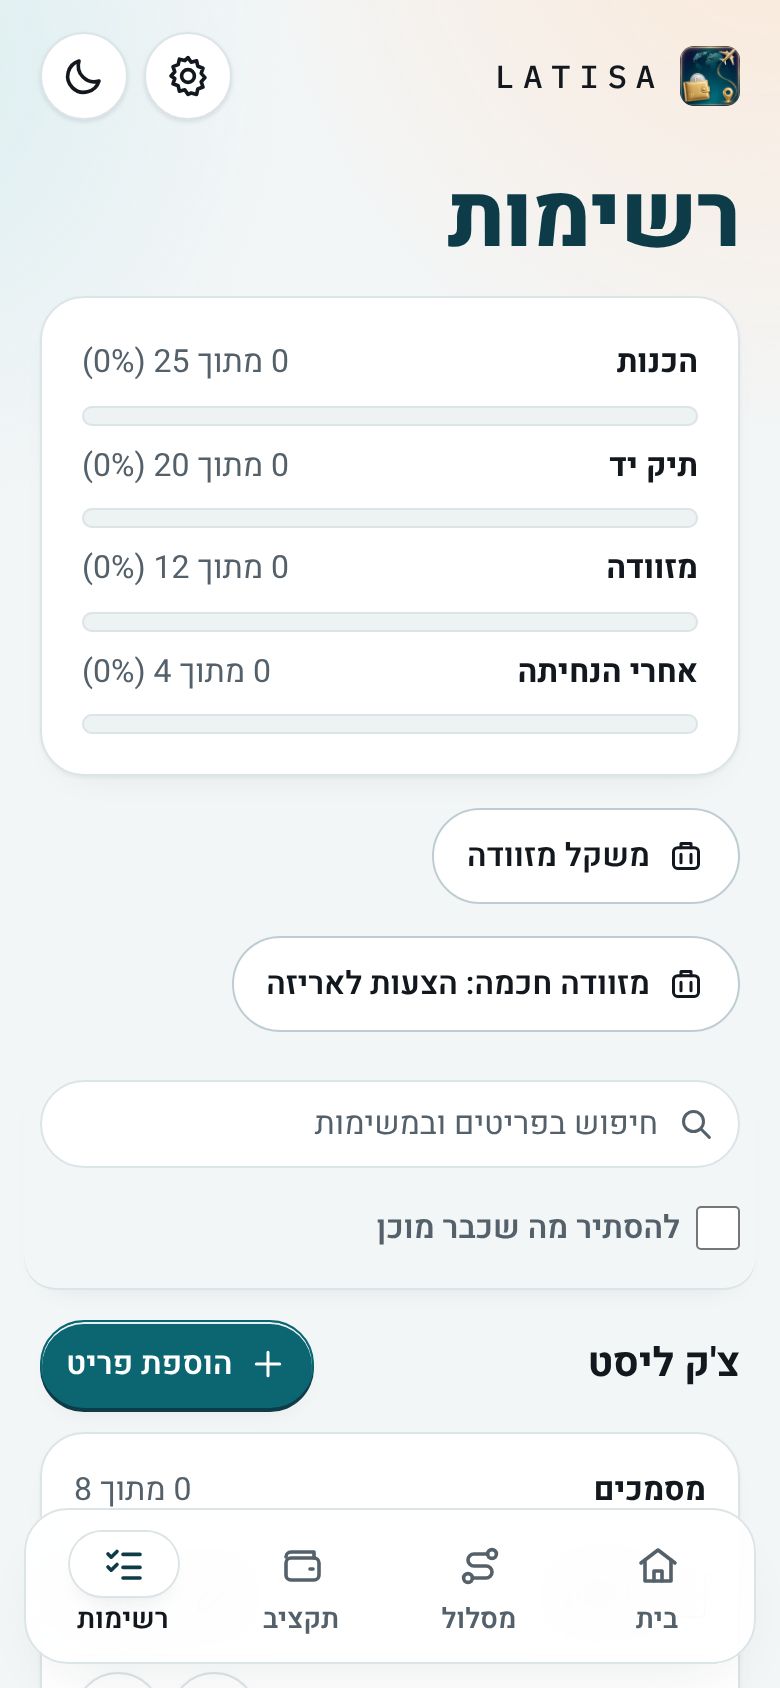 LATISA
רשימות
הכנות 0 מתוך 25 (0%)
תיק יד 0 מתוך 20 (0%)
מזוודה 0 מתוך 12 (0%)
אחרי הנחיתה 0 מתוך 4 (0%)
משקל מזוודה
מזוודה חכמה: הצעות לאריזה
חיפוש בפריטים ובמשימות
להסתיר מה שכבר מוכן
צ'ק ליסט
הוספת פריט
מסמכים 0 מתוך 8
בית
מסלול
תקציב
רשימות